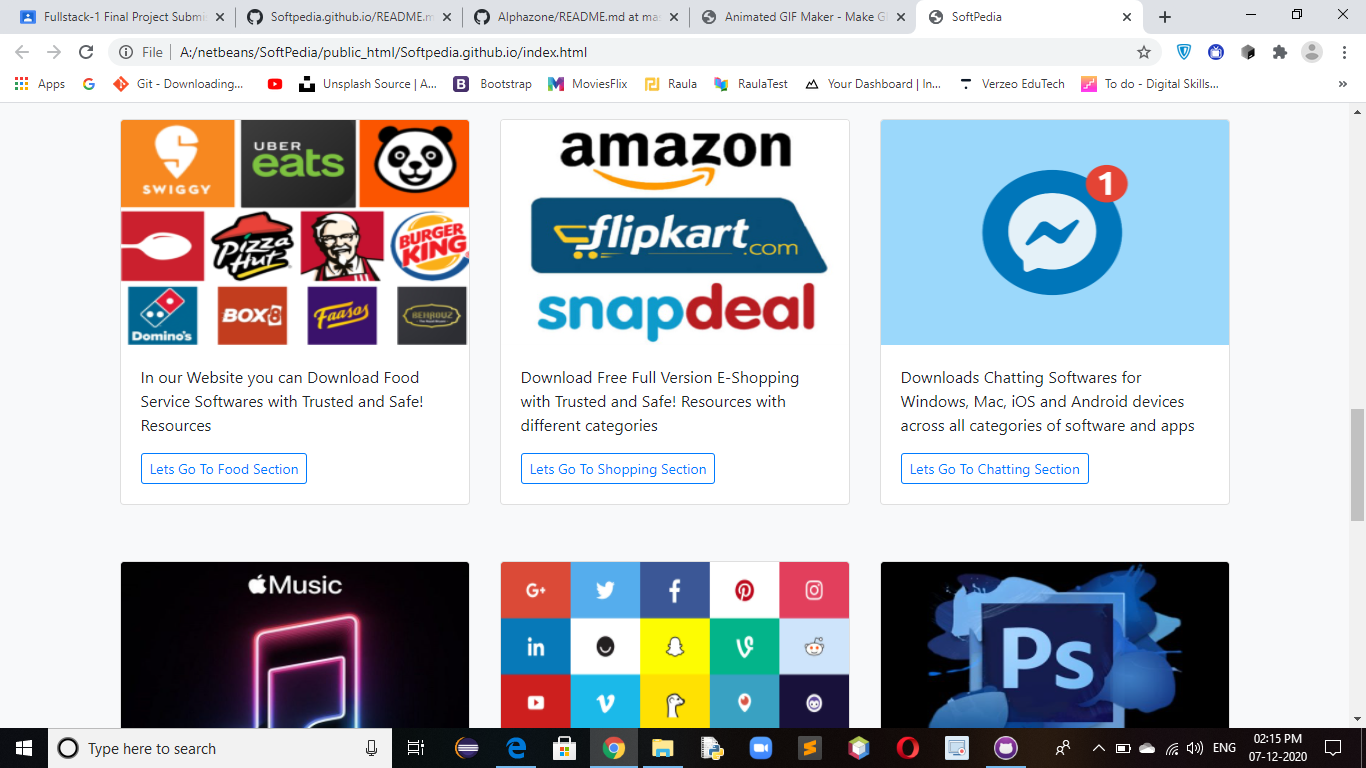 Fullstack-1 Final Project Submi
Softpedia.github.io/README.m
Alphazone/README.md at mas
Animated GIF Maker - Make GI
SoftPedia
File
A:/netbeans/SoftPedia/public_html/Softpedia.github.io/index.html
Apps
Git - Downloading...
Unsplash Source | A...
Bootstrap
MoviesFlix
Raula
RaulaTest
Your Dashboard | In...
Verzeo EduTech
To do - Digital Skills...
SWIGGY
UBER
eats
Pizza
Hut
BURGER
KING
Domino's
BOX8
Faasos
BEHROUZ
amazon
flipkart.com
snapdeal
1
In our Website you can Download Food
Service Softwares with Trusted and Safe!
Resources
Lets Go To Food Section
Download Free Full Version E-Shopping
with Trusted and Safe! Resources with
different categories
Lets Go To Shopping Section
Downloads Chatting Softwares for
Windows, Mac, iOS and Android devices
across all categories of software and apps
Lets Go To Chatting Section
Music
G+
f
in
Ps
Type here to search
ENG
02:15 PM
07-12-2020